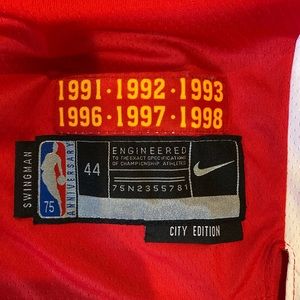 1991·1992·1993
1996·1997·1998
SWINGMAN
75
ANNIVERSARY
44
ENGINEERED
TO THE EXACT SPECIFICATIONS
OF CHAMPIONSHIP ATHLETES
75N2355781
CITY EDITION